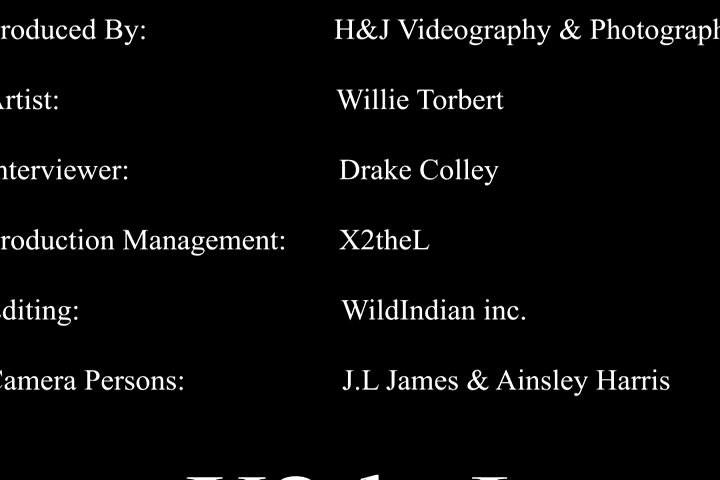 roduced By: H&J Videography & Photograph
Artist: Willie Torbert
nterviewer: Drake Colley
roduction Management: X2theL
diting: WildIndian inc.
Camera Persons: J.L James & Ainsley Harris